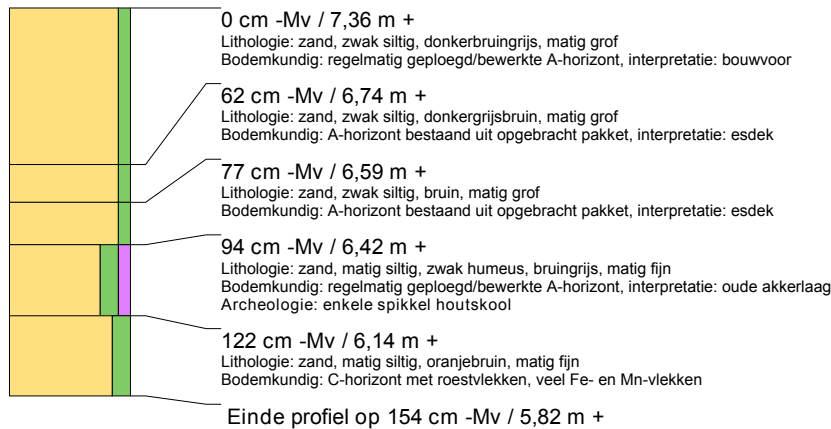 0 cm -Mv / 7,36 m +
Lithologie: zand, zwak siltig, donkerbruingrijs, matig grof
Bodemkundig: regelmatig geploegd/bewerkte A-horizont, interpretatie: bouwvoor
62 cm -Mv / 6,74 m +
Lithologie: zand, zwak siltig, donkergrijsbruin, matig grof
Bodemkundig: A-horizont bestaand uit opgebracht pakket, interpretatie: esdek
77 cm -Mv / 6,59 m +
Lithologie: zand, zwak siltig, bruin, matig grof
Bodemkundig: A-horizont bestaand uit opgebracht pakket, interpretatie: esdek
94 cm -Mv / 6,42 m +
Lithologie: zand, matig siltig, zwak humeus, bruingrijs, matig fijn
Bodemkundig: regelmatig geploegd/bewerkte A-horizont, interpretatie: oude akkerlaag
Archeologie: enkele spikkel houtskool
122 cm -Mv / 6,14 m +
Lithologie: zand, matig siltig, oranjebruin, matig fijn
Bodemkundig: C-horizont met roestvlekken, veel Fe- en Mn-vlekken
Einde profiel op 154 cm -Mv / 5,82 m +